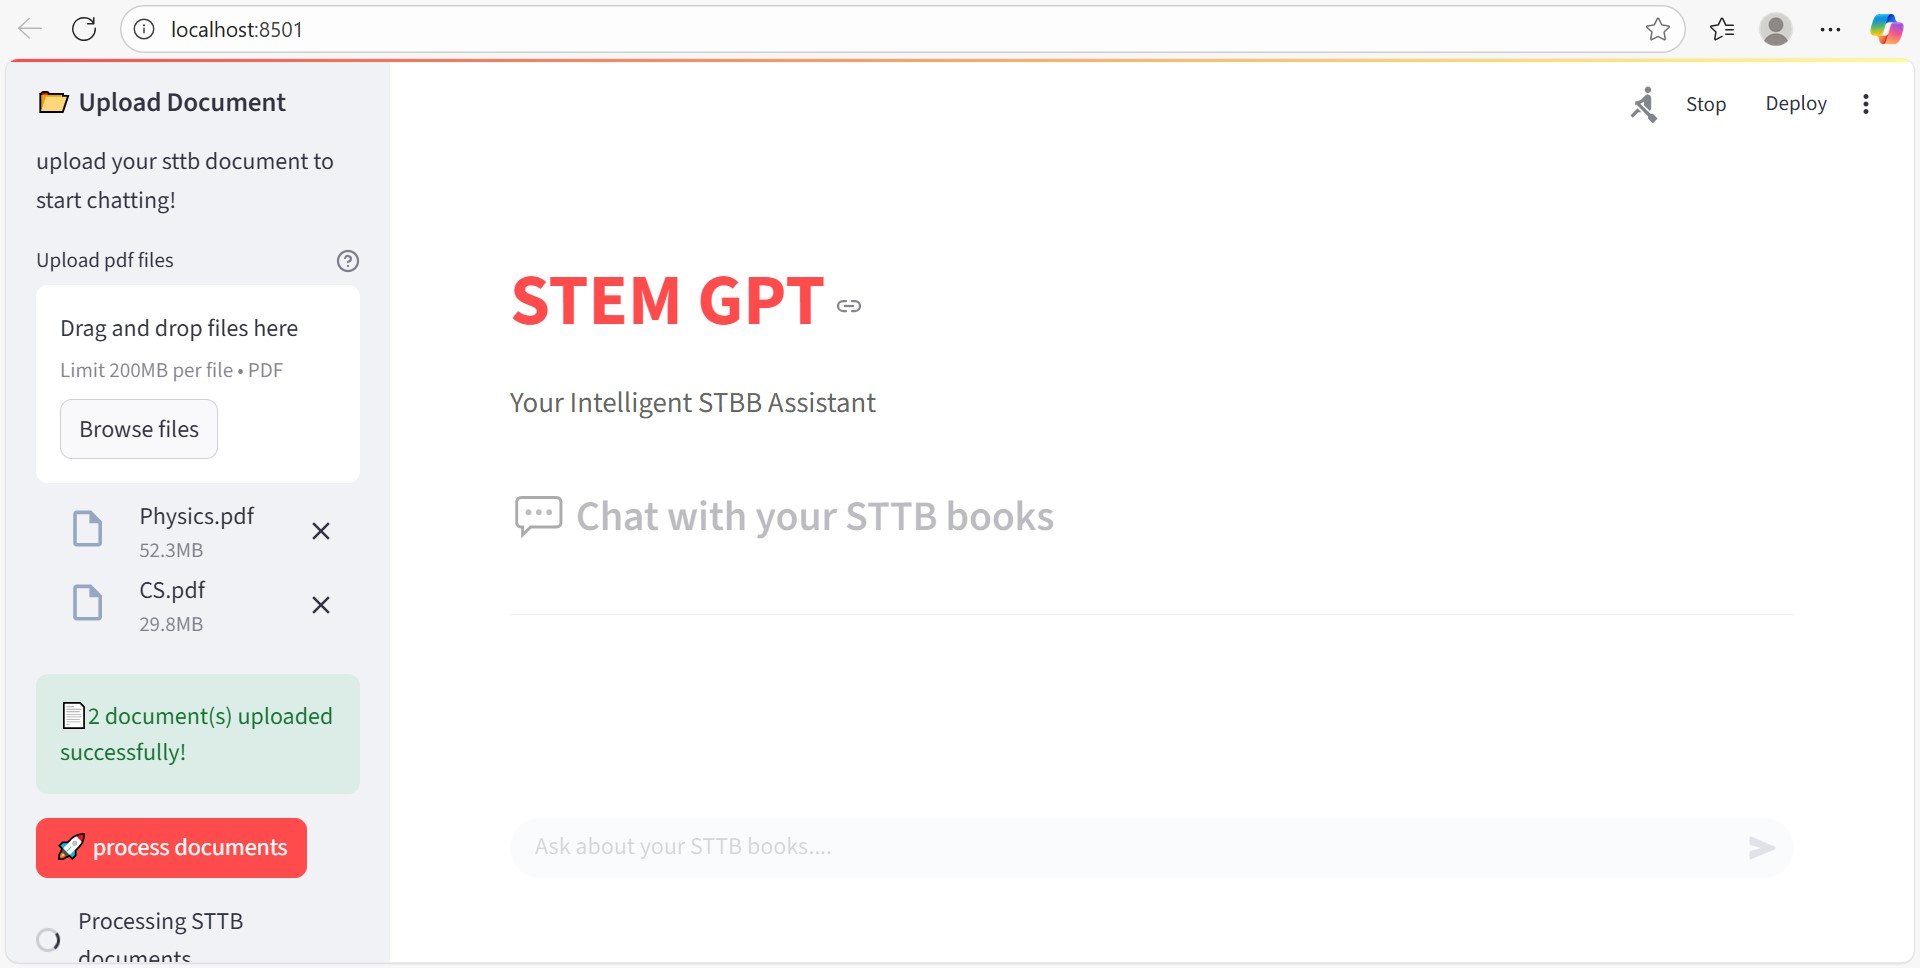 localhost:8501
Upload Document
upload your sttb document to
start chatting!
Upload pdf files
Drag and drop files here
Limit 200MB per file • PDF
Browse files
Physics.pdf
52.3MB
CS.pdf
29.8MB
2 document(s) uploaded
successfully!
process documents
Processing STTB
documents
Stop
Deploy
STEM GPT
Your Intelligent STBB Assistant
Chat with your STTB books
Ask about your STTB books....